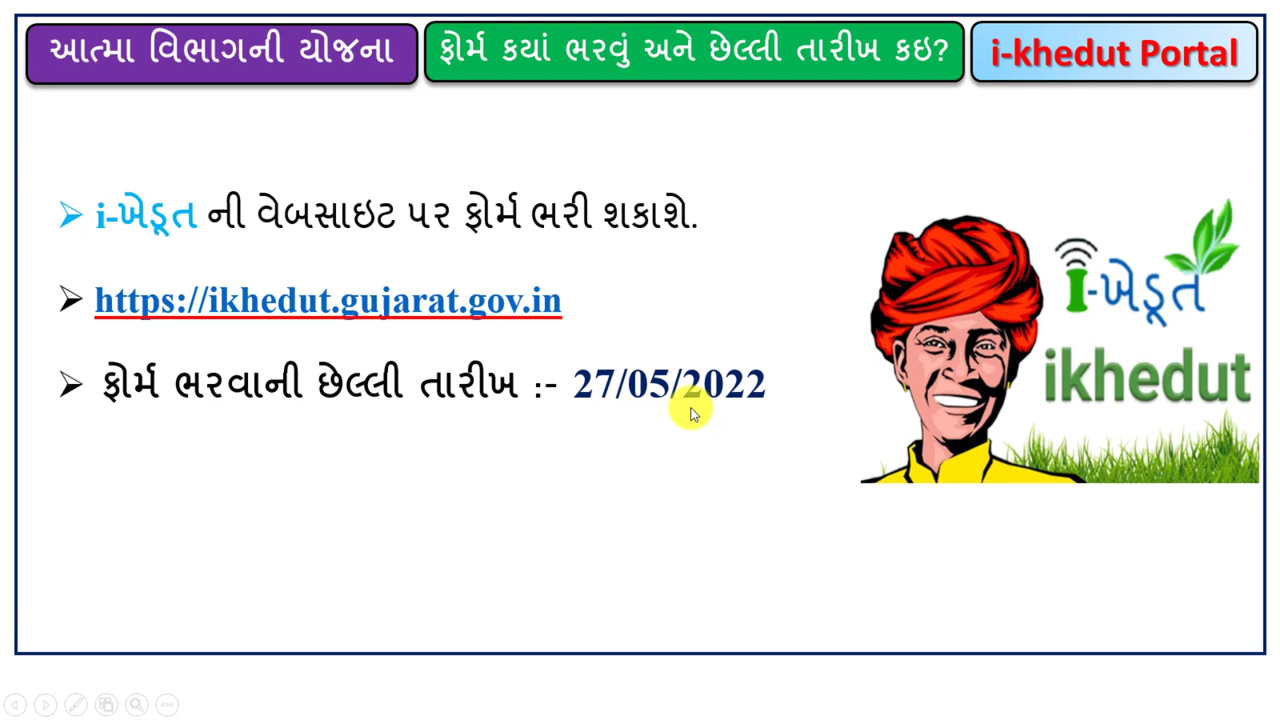 આત્મા વિભાગની યોજના
ફોર્મ કયાં ભરવું અને છેલ્લી તારીખ કઇ?
i-khedut Portal
i-ખેડૂત ની વેબસાઇટ પર ફોર્મ ભરી શકાશે.
https://ikhedut.gujarat.gov.in
ફોર્મ ભરવાની છેલ્લી તારીખ :- 27/05/2022
i-ખેડૂત
ikhedut